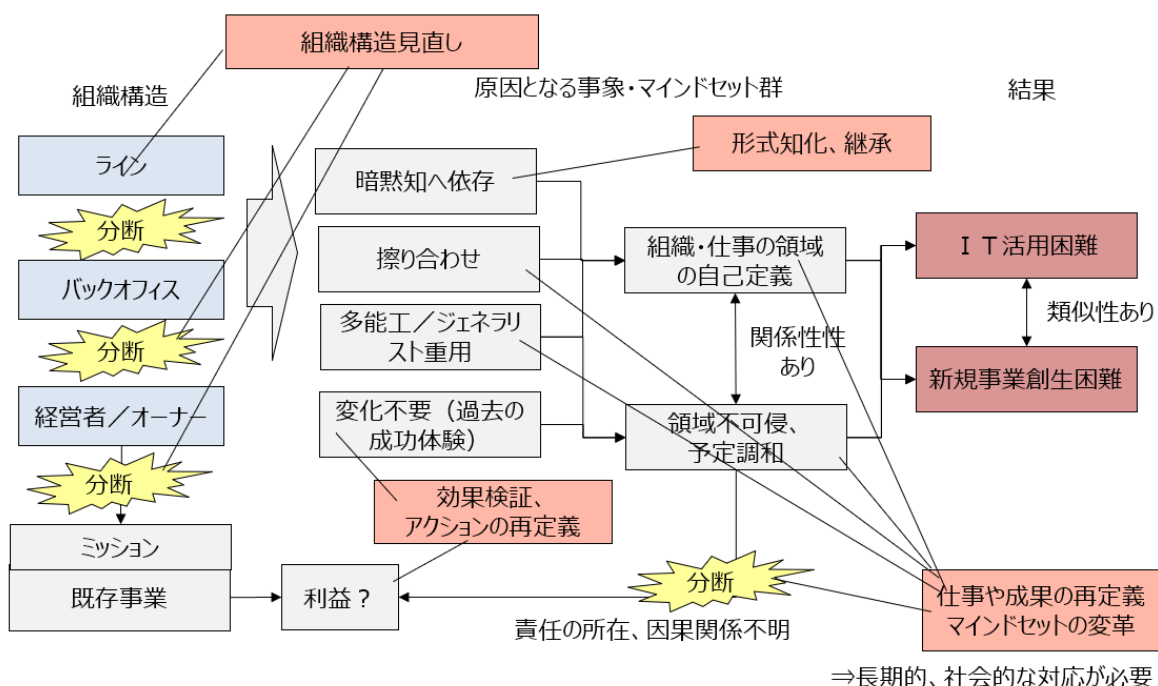 組織構造見直し
組織構造
原因となる事象・マインドセット群
結果
ライン
形式知化、継承
暗黙知へ依存
分断
擦り合わせ
組織・仕事の領域
の自己定義
IT活用困難
バックオフィス
多能工／ジェネラリ
スト重用
関係性性
あり
類似性あり
分断
新規事業創生困難
経営者／オーナー
変化不要（過去の
成功体験）
領域不可侵、
予定調和
分断
効果検証、
アクションの再定義
ミッション
既存事業
利益？
分断
仕事や成果の再定義
マインドセットの変革
責任の所在、因果関係不明
⇒長期的、社会的な対応が必要